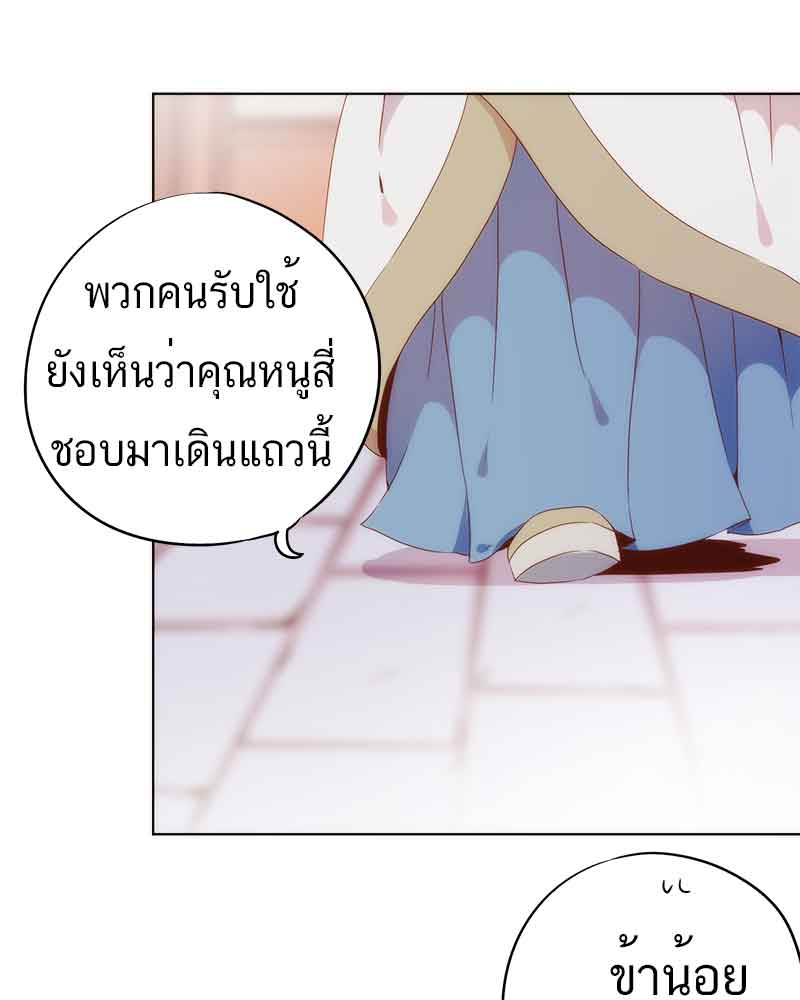 พวกคนรับใช้
ยังเห็นว่าคุณหนูสี่
ชอบมาเดินแถวนี้
ข้าน้อย